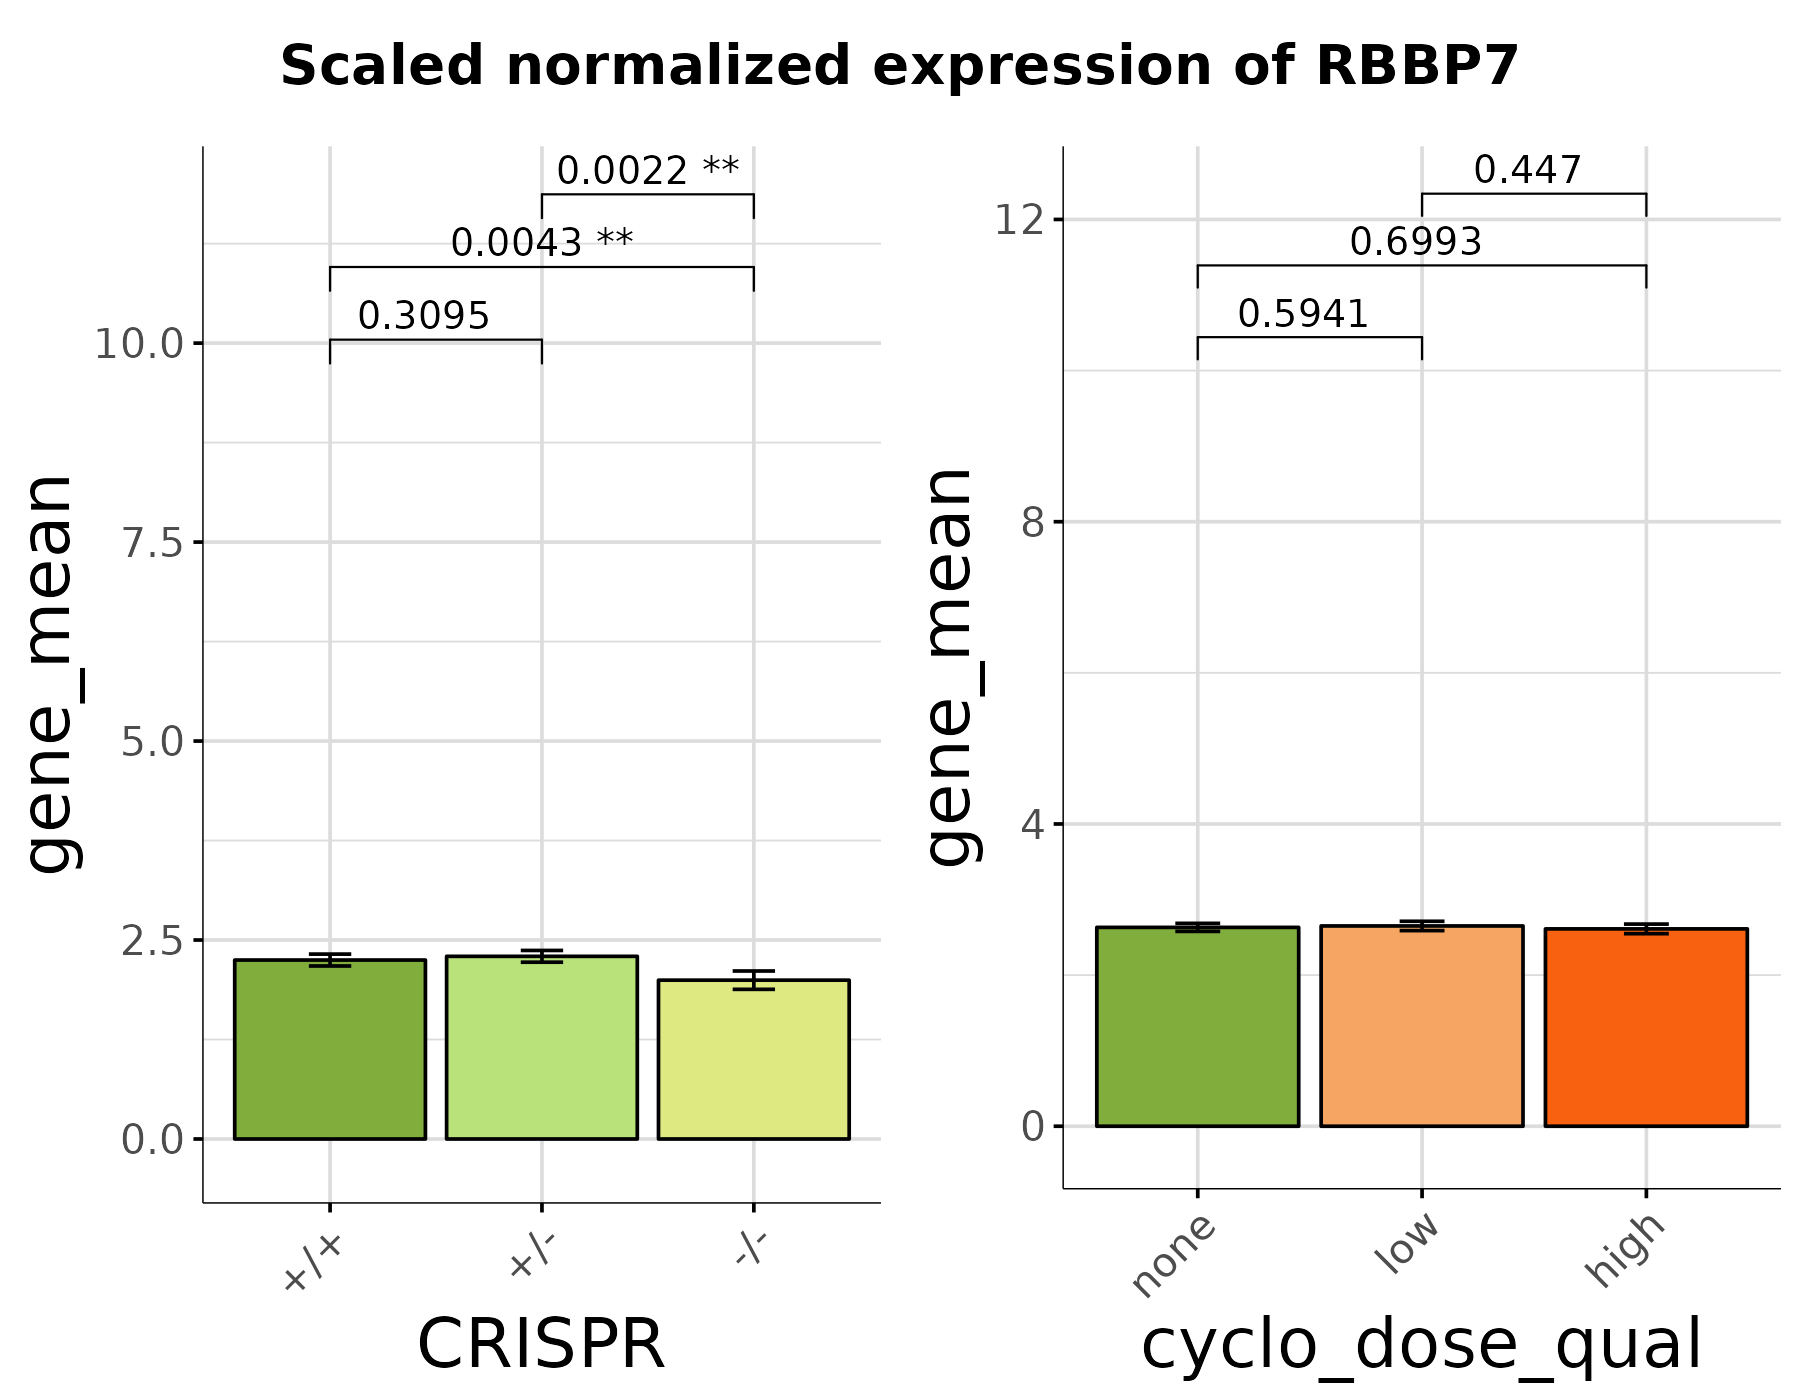 Scaled normalized expression of RBBP7
gene_mean
10.0
7.5
5.0
2.5
0.0
0.0022 **
0.0043 **
0.3095
+/+
+/-
-/-
CRISPR
gene_mean
12
8
4
0
0.447
0.6993
0.5941
none
low
high
cyclo_dose_qual